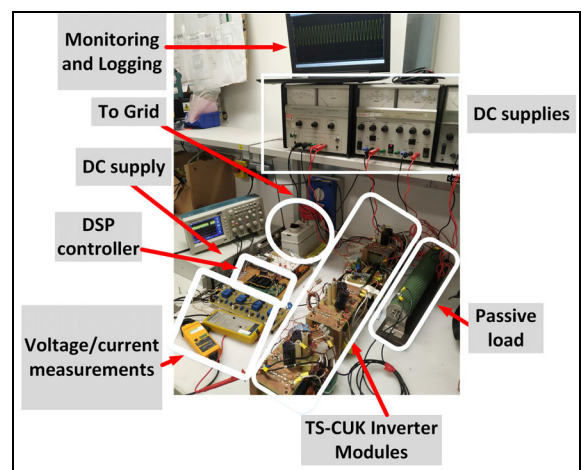 Monitoring
and Logging
To Grid
DC supplies
DC supply
DSP
controller
Voltage/current
measurements
Passive
load
TS-CUK Inverter
Modules